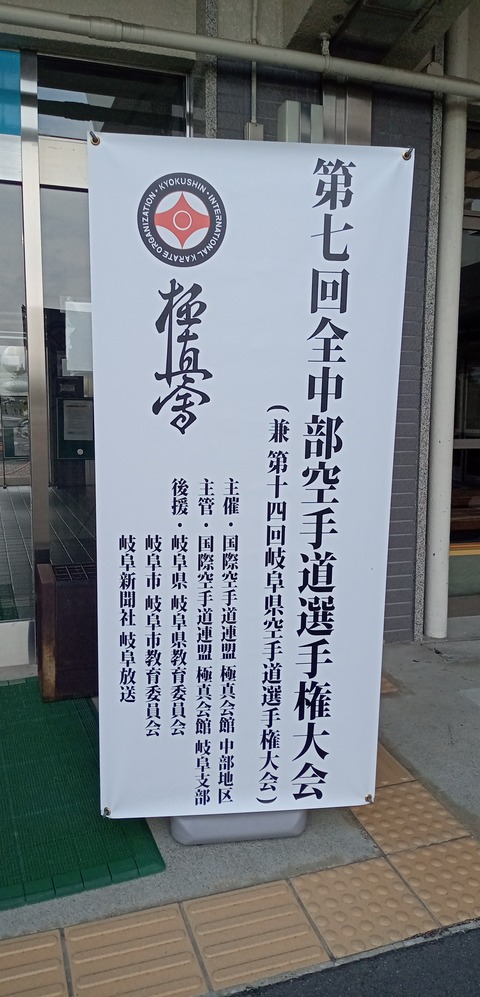 第七回全中部空手道選手権大会
(兼 第十四回岐阜県空手道選手権大会)
KYOKUSHIN・INTERNATIONAL KARATE ORGANIZATION・
極真會
主催・国際空手道連盟 極真会館 中部地区
主管・国際空手道連盟 極真会館 岐阜支部
後援・岐阜県 岐阜県教育委員会
岐阜市 岐阜市教育委員会
岐阜新聞社 岐阜放送